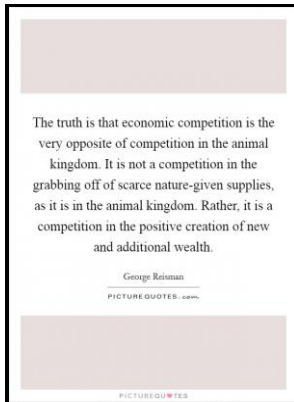 The truth is that economic competition is the
very opposite of competition in the animal
kingdom. It is not a competition in the
grabbing off of scarce nature-given supplies,
as it is in the animal kingdom. Rather, it is a
competition in the positive creation of new
and additional wealth.
George Reisman
PICTUREQUOTES.com
PICTUREQU♥TES